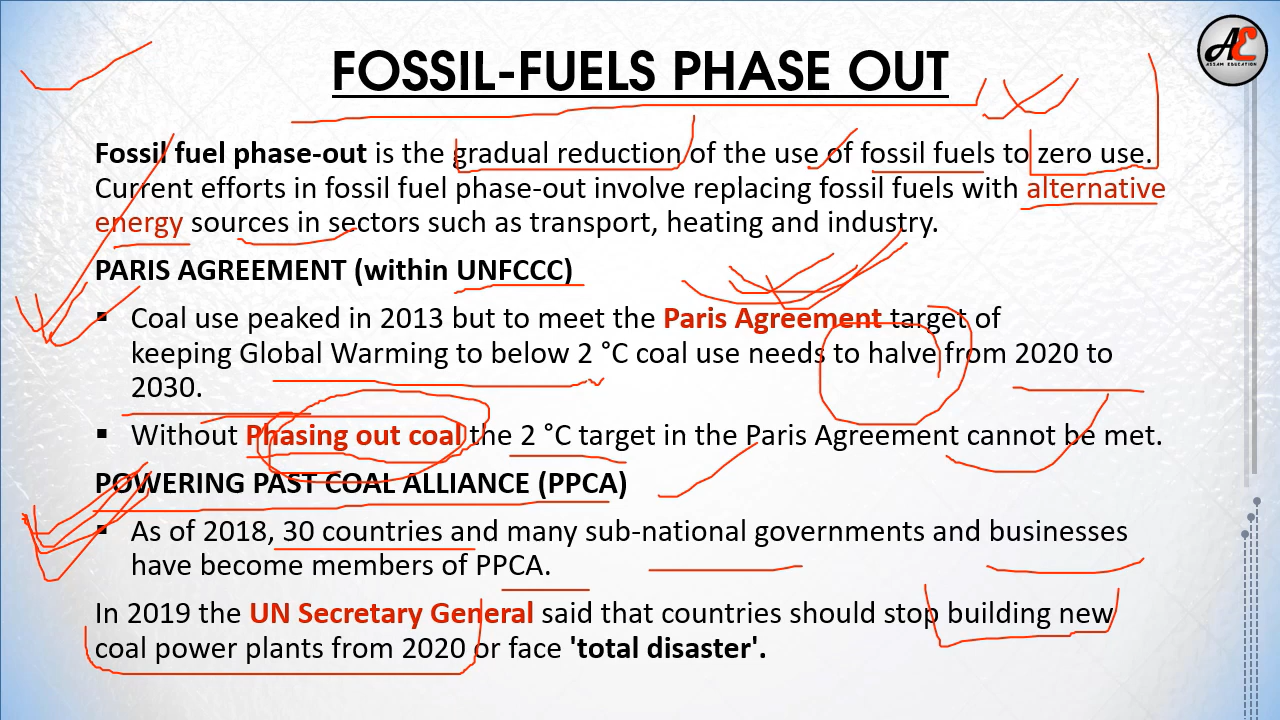 FOSSIL-FUELS PHASE OUT
AE
ASSAM EDUCATION
Fossil fuel phase-out is the gradual reduction of the use of fossil fuels to zero use.
Current efforts in fossil fuel phase-out involve replacing fossil fuels with alternative
energy sources in sectors such as transport, heating and industry.
PARIS AGREEMENT (within UNFCCC)
▪ Coal use peaked in 2013 but to meet the Paris Agreement target of
keeping Global Warming to below 2 °C coal use needs to halve from 2020 to
2030.
▪ Without Phasing out coal the 2 °C target in the Paris Agreement cannot be met.
POWERING PAST COAL ALLIANCE (PPCA)
▪ As of 2018, 30 countries and many sub-national governments and businesses
have become members of PPCA.
In 2019 the UN Secretary General said that countries should stop building new
coal power plants from 2020 or face 'total disaster'.